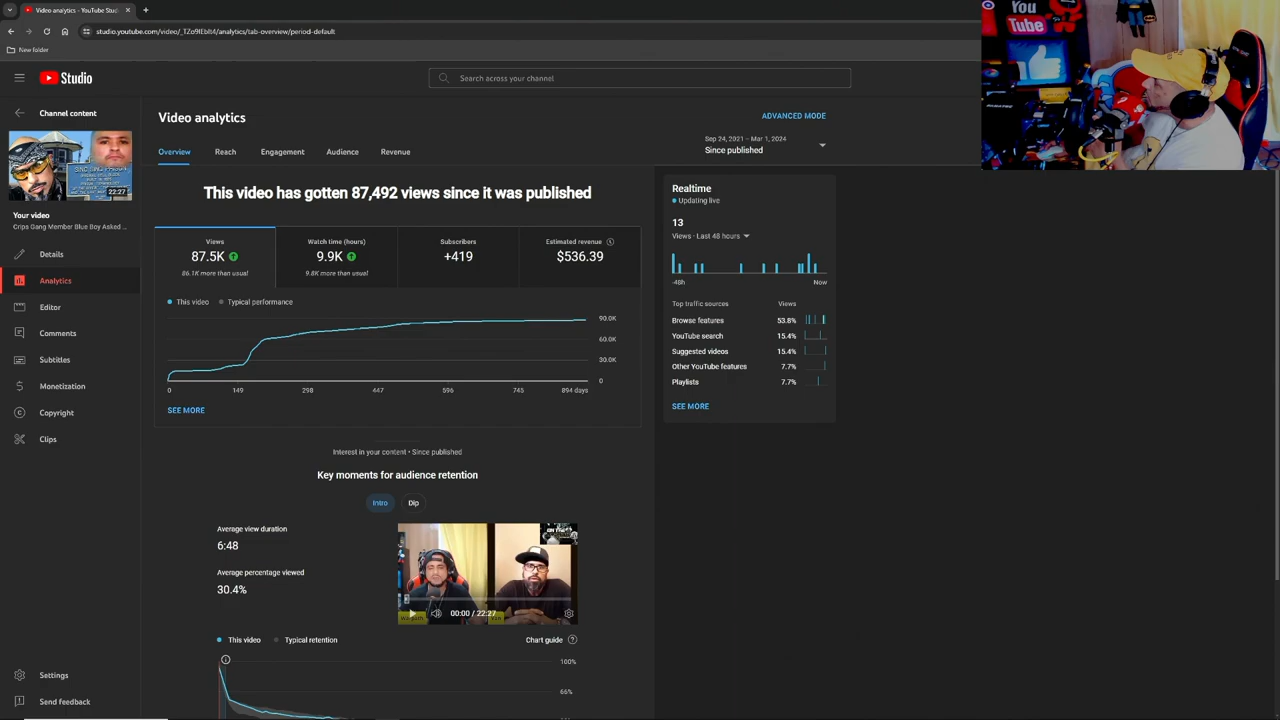 Video analytics - YouTube Stud
studio.youtube.com/video/_TZo9lEbIt4/analytics/tab-overview/period-default
New folder
Studio
Search across your channel
You
Tube
Channel content
22:27
Your video
Crips Gang Member Blue Boy Asked ...
Details
Analytics
Editor
Comments
Subtitles
Monetization
Copyright
Clips
Settings
Send feedback
Video analytics
ADVANCED MODE
Overview
Reach
Engagement
Audience
Revenue
Sep 24, 2021 – Mar 1, 2024
Since published
This video has gotten 87,492 views since it was published
Views
87.5K
86.1K more than usual
Watch time (hours)
9.9K
9.8K more than usual
Subscribers
+419
Estimated revenue
$536.39
This video
Typical performance
90.0K
60.0K
30.0K
0
0
149
298
447
596
745
894 days
SEE MORE
Interest in your content • Since published
Key moments for audience retention
Intro
Dip
Average view duration
6:48
Average percentage viewed
30.4%
00:00 / 22:27
This video
Typical retention
Chart guide
100%
66%
Realtime
Updating live
13
Views · Last 48 hours
-48h
Now
Top traffic sources
Views
Browse features
53.8%
YouTube search
15.4%
Suggested videos
15.4%
Other YouTube features
7.7%
Playlists
7.7%
SEE MORE